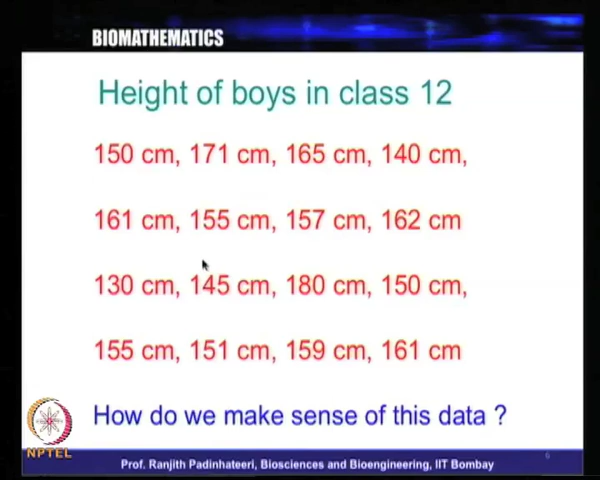 BIOMATHEMATICS
Height of boys in class 12
150 cm, 171 cm, 165 cm, 140 cm,
161 cm, 155 cm, 157 cm, 162 cm
130 cm, 145 cm, 180 cm, 150 cm,
155 cm, 151 cm, 159 cm, 161 cm
How do we make sense of this data ?
NPTEL
Prof. Ranjith Padinhateeri, Biosciences and Bioengineering, IIT Bombay